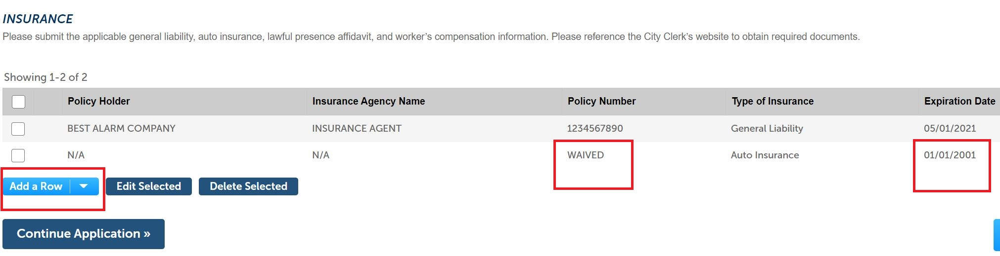 INSURANCE
Please submit the applicable general liability, auto insurance, lawful presence affidavit, and worker’s compensation information. Please reference the City Clerk’s website to obtain required documents.
Showing 1-2 of 2
Policy Holder Insurance Agency Name Policy Number Type of Insurance Expiration Date
BEST ALARM COMPANY INSURANCE AGENT 1234567890 General Liability 05/01/2021
N/A N/A WAIVED Auto Insurance 01/01/2001
Add a Row Edit Selected Delete Selected
Continue Application »